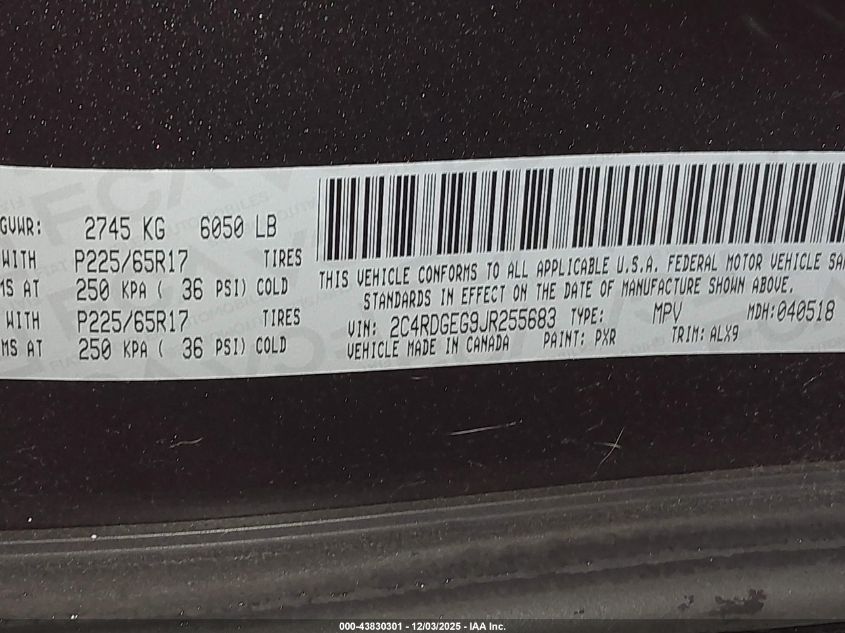 GVWR: 2745 KG 6050 LB
WITH P225/65R17 TIRES
MS AT 250 KPA ( 36 PSI) COLD
WITH P225/65R17 TIRES
MS AT 250 KPA ( 36 PSI) COLD
THIS VEHICLE CONFORMS TO ALL APPLICABLE U.S.A. FEDERAL MOTOR VEHICLE SA
STANDARDS IN EFFECT ON THE DATE OF MANUFACTURE SHOWN ABOVE.
VIN: 2C4RDGEG9JR255683 TYPE: MPV MDH:040518
VEHICLE MADE IN CANADA PAINT: PXR TRIM: ALX9
000-43830301 - 12/03/2025 - IAA Inc.